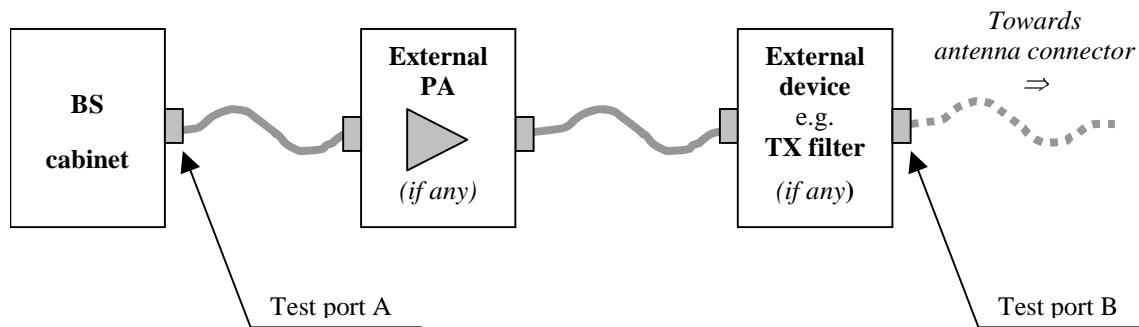 BS
cabinet
External
PA
(if any)
External
device
e.g.
TX filter
(if any)
Towards
antenna connector
⇒
Test port A
Test port B